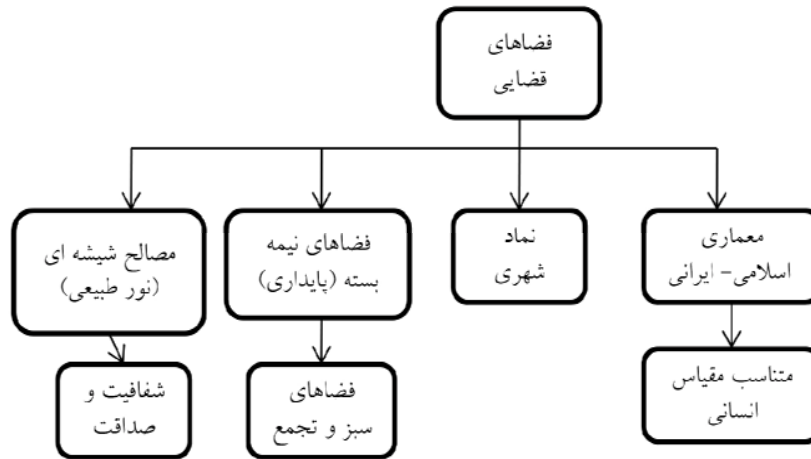 فضاهای
قضایی
معماری
اسلامی- ایرانی
نماد
شهری
فضاهای نیمه
بسته (پایداری)
مصالح شیشه ای
(نور طبیعی)
متناسب مقیاس
انسانی
فضاهای
سبز و تجمع
شفافیت و
صداقت